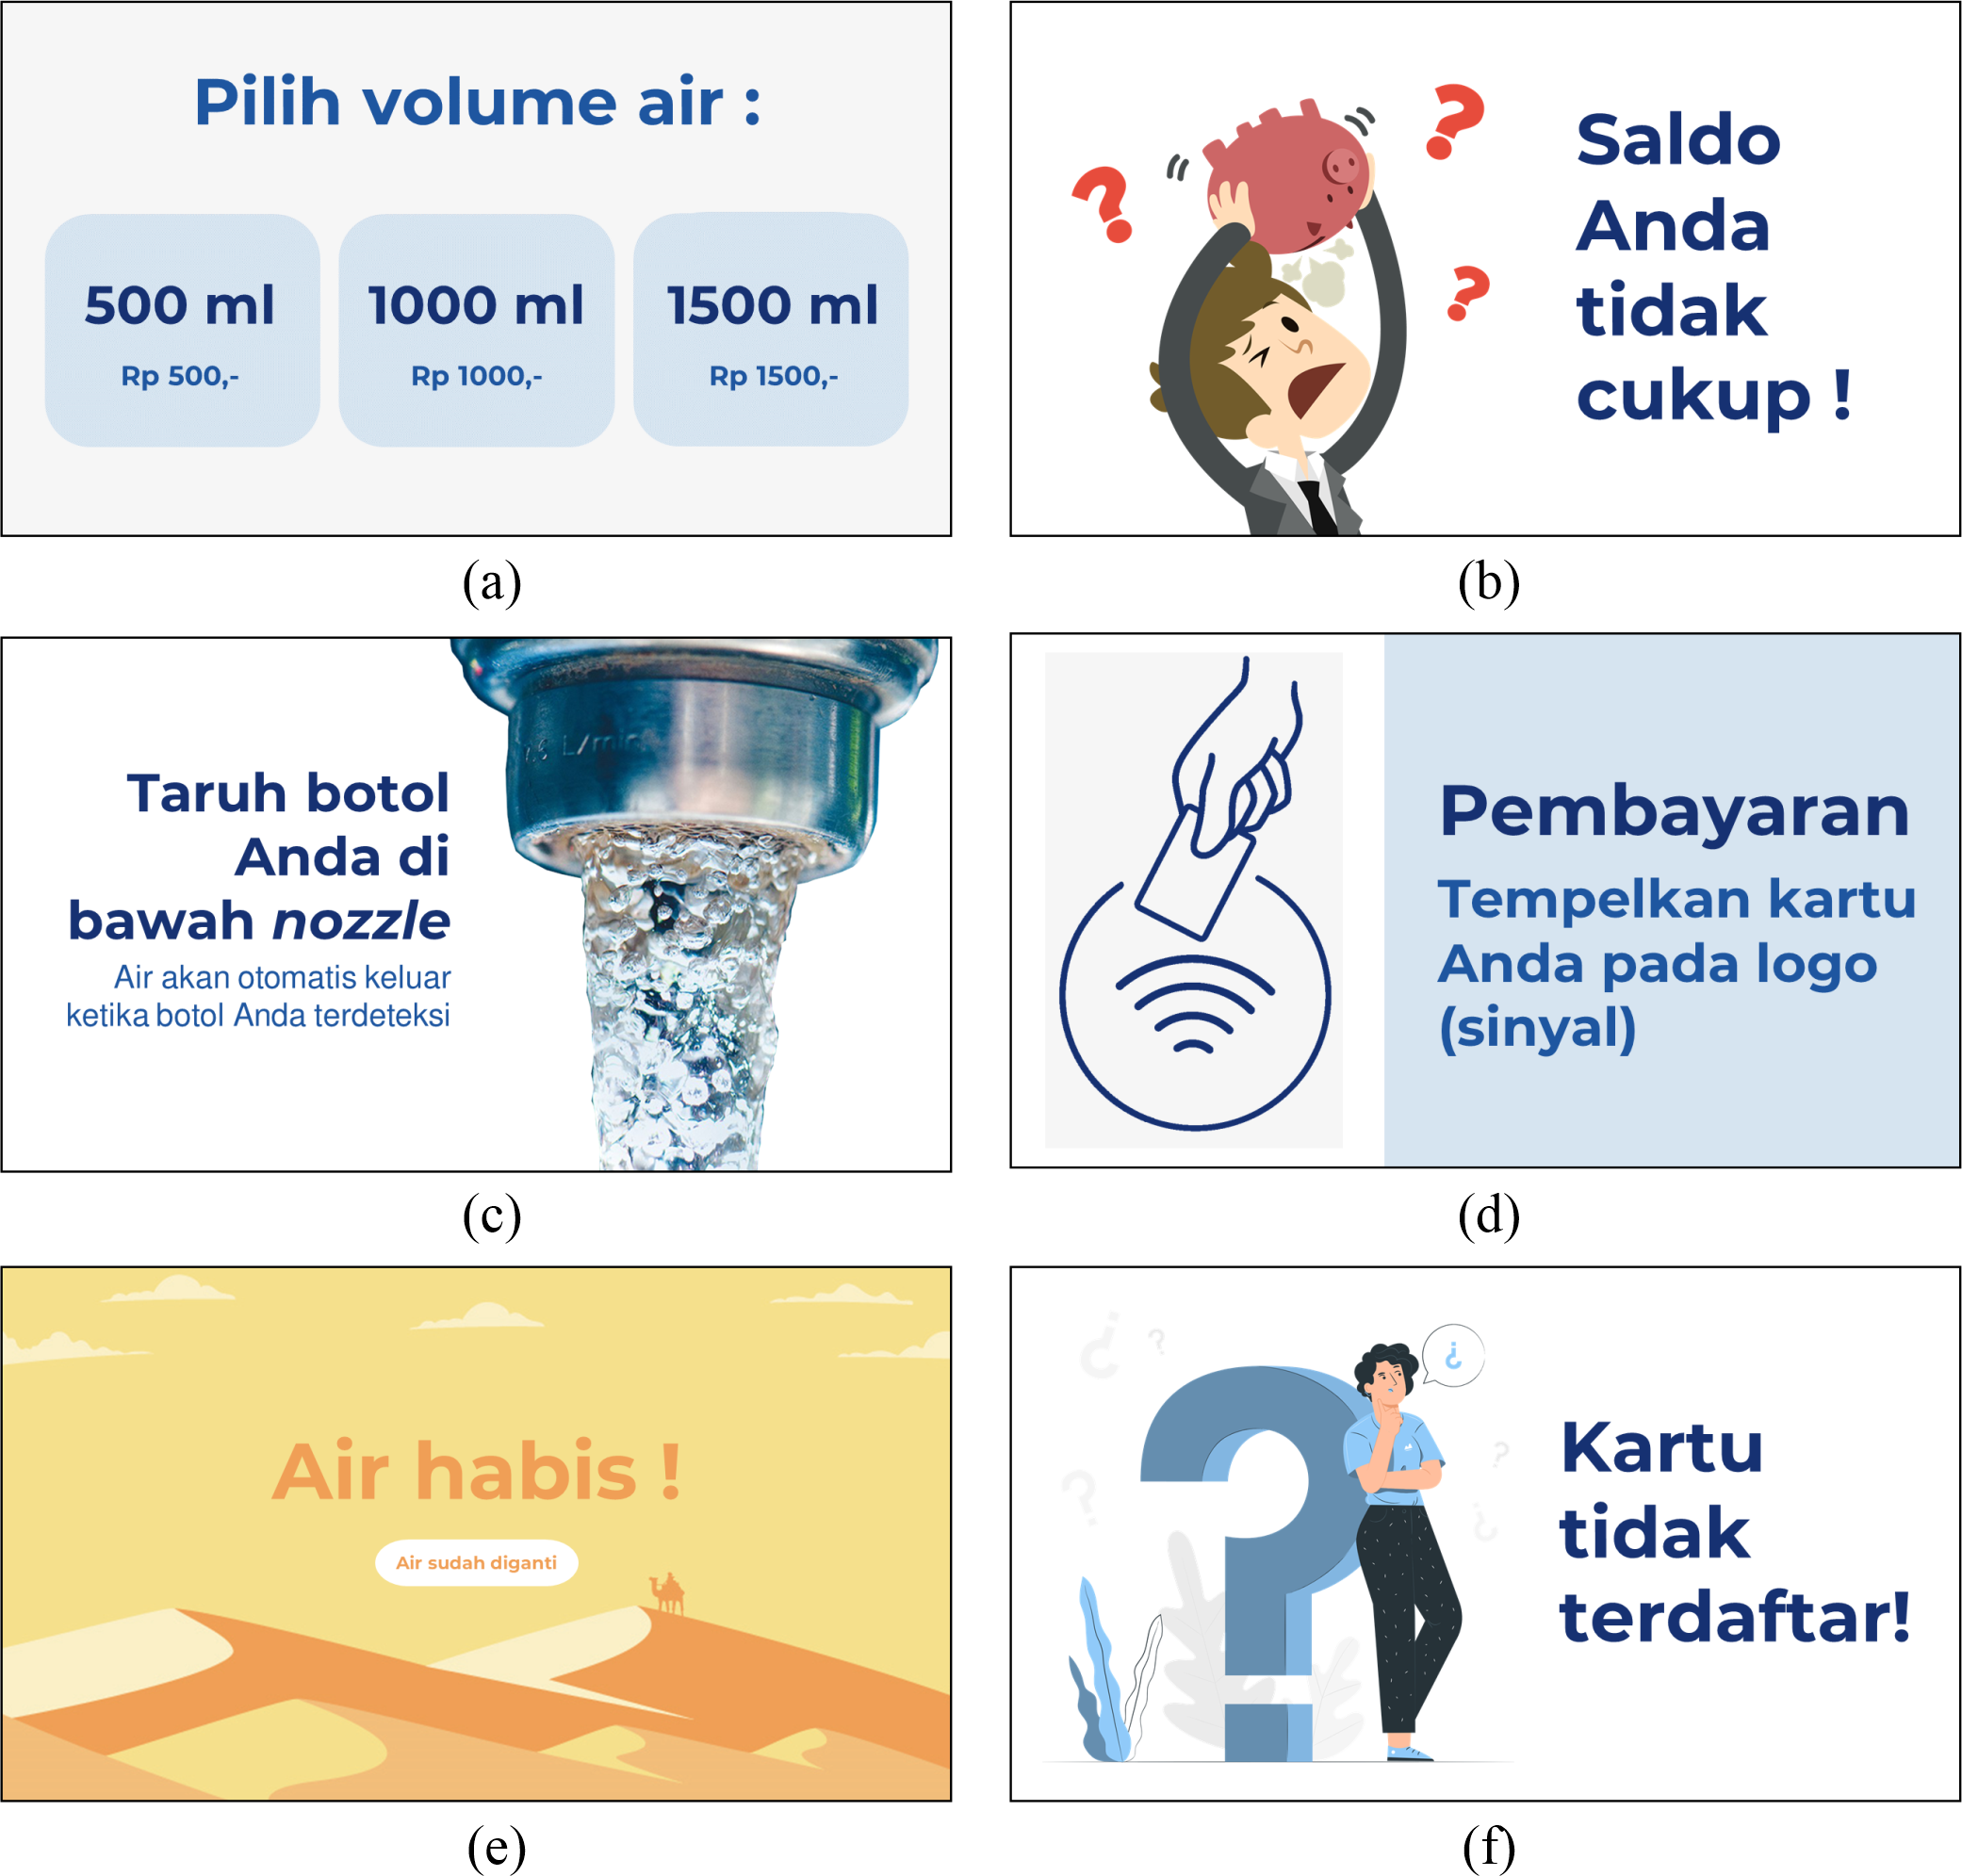 Pilih volume air :
500 ml
Rp 500,-
1000 ml
Rp 1000,-
1500 ml
Rp 1500,-
(a)
Saldo
Anda
tidak
cukup !
(b)
Taruh botol
Anda di
bawah nozzle
Air akan otomatis keluar
ketika botol Anda terdeteksi
L/min
(c)
Pembayaran
Tempelkan kartu
Anda pada logo
(sinyal)
(d)
Air habis !
Air sudah diganti
(e)
Kartu
tidak
terdaftar!
(f)